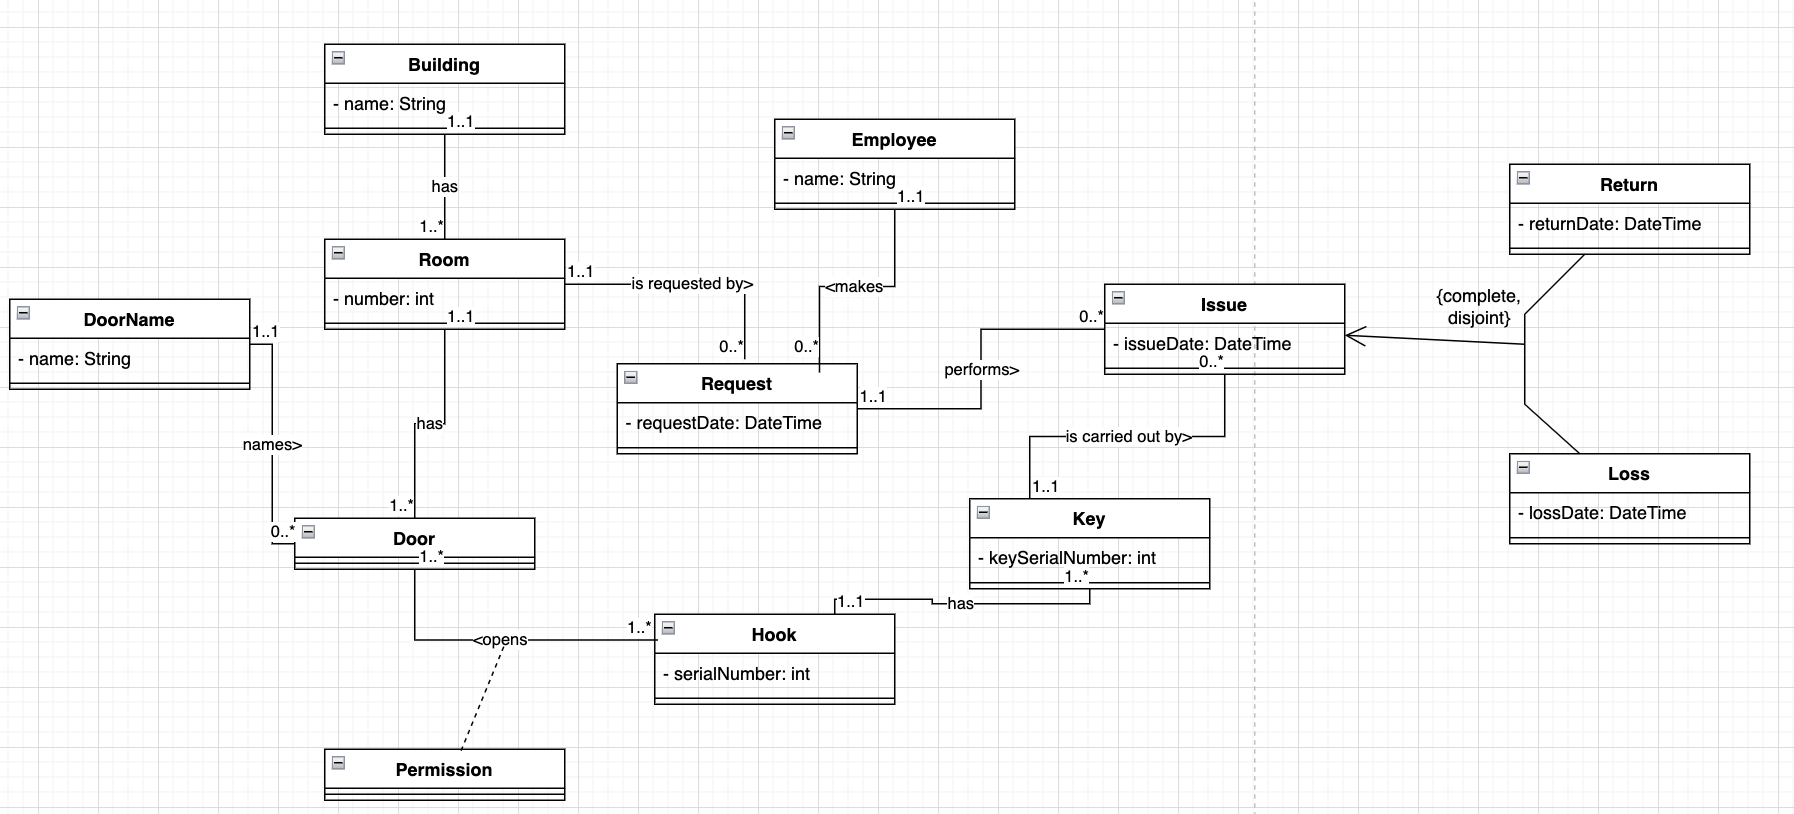 Building
- name: String
1..1
has
1..*
Room
- number: int
1..1
1..1
is requested by>
0..*
Employee
- name: String
1..1
<makes
0..*
DoorName
- name: String
1..1
names>
0..*
has
1..*
Door
1..*
Request
- requestDate: DateTime
1..1
performs>
0..*
Issue
- issueDate: DateTime
0..*
is carried out by>
1..1
Key
- keySerialNumber: int
1..*
has
1..1
Hook
- serialNumber: int
1..*
<opens
Permission
Return
- returnDate: DateTime
{complete,
disjoint}
Loss
- lossDate: DateTime